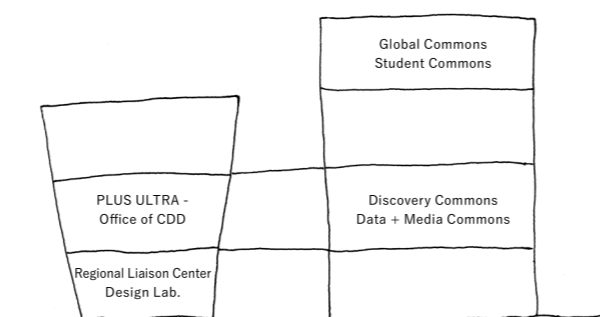 Global Commons
Student Commons
PLUS ULTRA -
Office of CDD
Discovery Commons
Data + Media Commons
Regional Liaison Center
Design Lab.